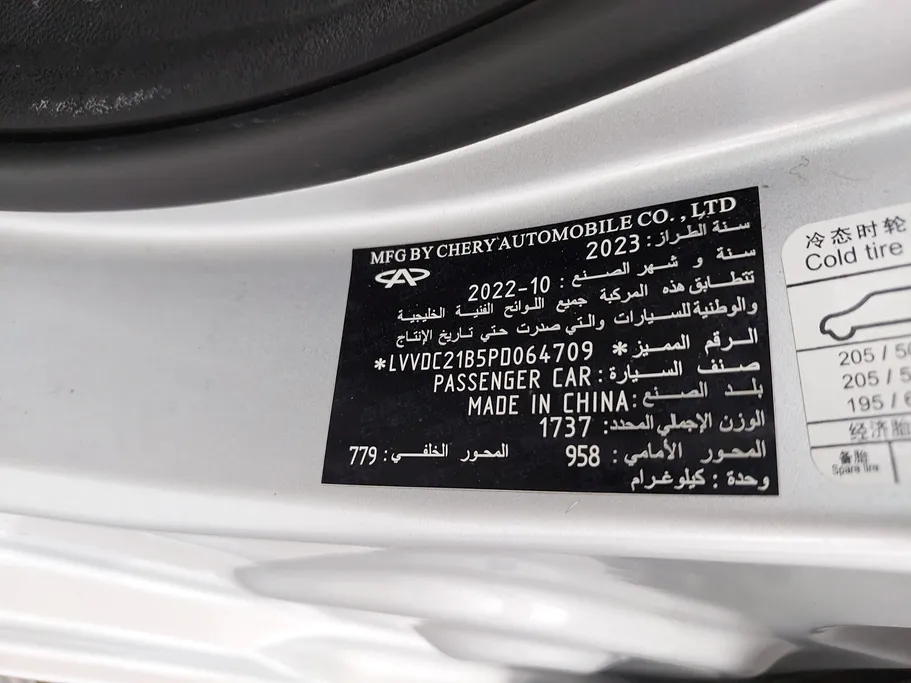 MFG BY CHERY AUTOMOBILE CO. , LTD
سنة الطراز: 2023
سنة و شهر الصنع : 10-2022
تتطابق هذه المركبة جميع اللوائح الفنية الخليجية
والوطنية للسيارات والتي صدرت حتي تاريخ الإنتاج
الرقم المميز: *LVVDC21B5PD064709*
صنف السيارة: PASSENGER CAR
بلد الصنع: MADE IN CHINA
الوزن الإجمالي المحدد: 1737
المحور الأمامي : 958 المحور الخلفي : 779
وحدة : كيلوغرام
冷态时轮
Cold tire
205 / 50
205 / 5
195 / 6
经济胎
备胎
Spare tire